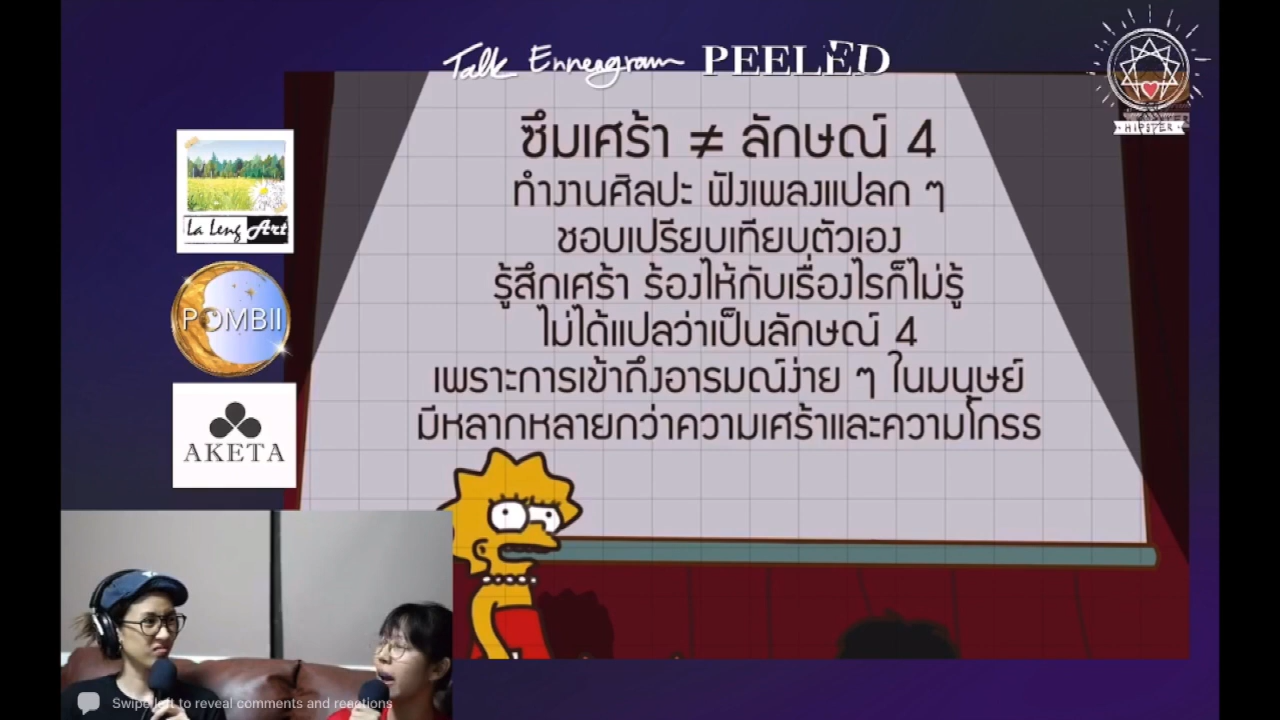 Talk Enneagram PEELED
HIPSTER
ซึมเศร้า ≠ ลักษณ์ 4
ทำงานศิลปะ ฟังเพลงแปลก ๆ
ชอบเปรียบเทียบตัวเอง
รู้สึกเศร้า ร้องไห้กับเรื่องไรก็ไม่รู้
ไม่ได้แปลว่าเป็นลักษณ์ 4
เพราะการเข้าถึงอารมณ์ง่าย ๆ ในมนุษย์
มีหลากหลายกว่าความเศร้าและความโกรธ
La Leng Art
POMBII
AKETA
Swipe left to reveal comments and reactions